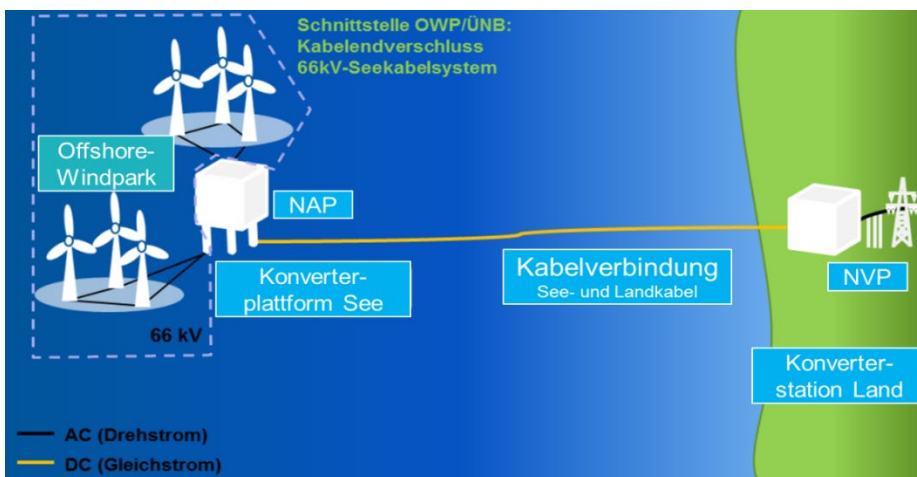 Schnittstelle OWP/ÜNB:
Kabelendverschluss
66kV-Seekabelsystem
Offshore-
Windpark
NAP
Konverter-
plattform See
Kabelverbindung
See- und Landkabel
NVP
66 kV
Konverter-
station Land
AC (Drehstrom)
DC (Gleichstrom)